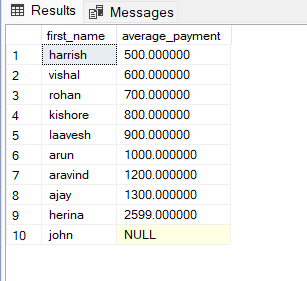 Results Messages
first_name average_payment
1 harrish 500.000000
2 vishal 600.000000
3 rohan 700.000000
4 kishore 800.000000
5 laavesh 900.000000
6 arun 1000.000000
7 aravind 1200.000000
8 ajay 1300.000000
9 herina 2599.000000
10 john NULL